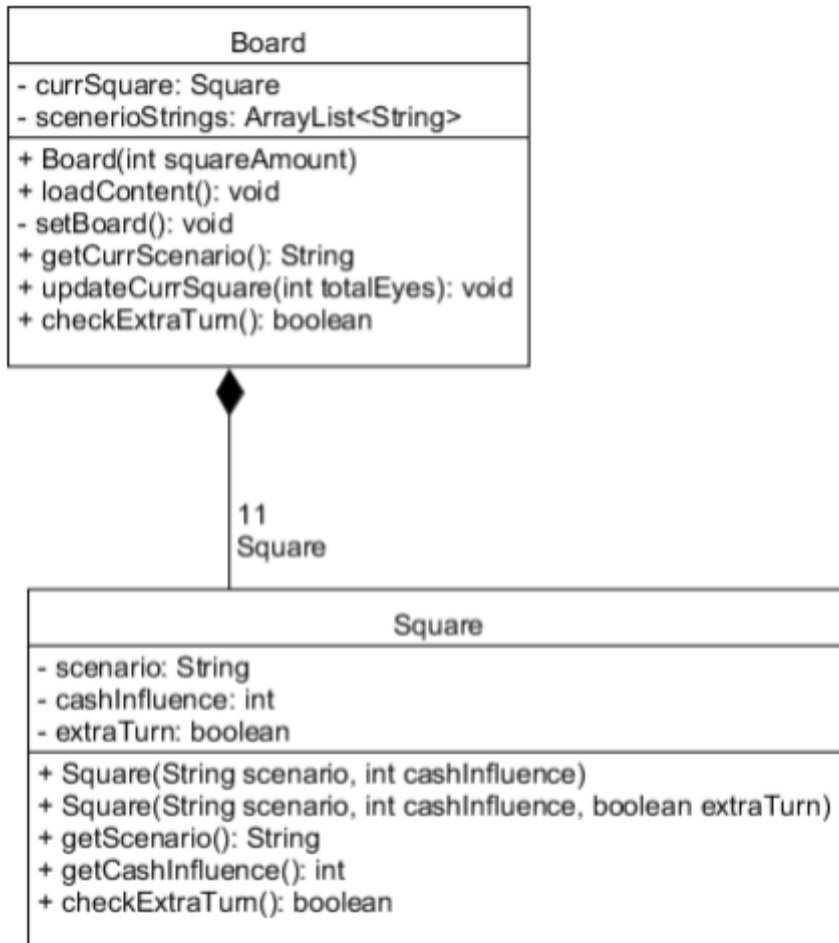 Board
- currSquare: Square
- scenerioStrings: ArrayList<String>
+ Board(int squareAmount)
+ loadContent(): void
- setBoard(): void
+ getCurrScenario(): String
+ updateCurrSquare(int totalEyes): void
+ checkExtraTurn(): boolean
11
Square
Square
- scenario: String
- cashInfluence: int
- extraTurn: boolean
+ Square(String scenario, int cashInfluence)
+ Square(String scenario, int cashInfluence, boolean extraTurn)
+ getScenario(): String
+ getCashInfluence(): int
+ checkExtraTurn(): boolean